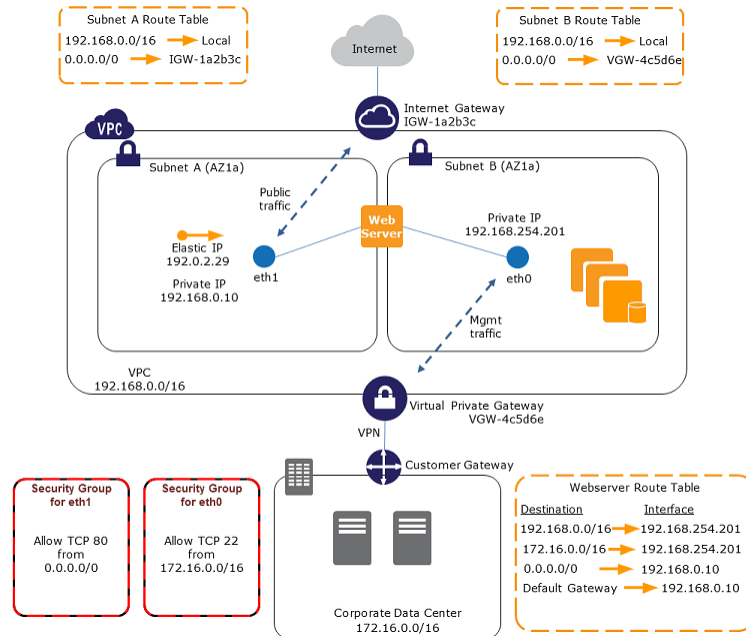 Subnet A Route Table
192.168.0.0/16 Local
0.0.0.0/0 IGW-1a2b3c
Subnet B Route Table
192.168.0.0/16 Local
0.0.0.0/0 VGW-4c5d6e
Internet
Internet Gateway
IGW-1a2b3c
VPC
Subnet A (AZ1a)
Subnet B (AZ1a)
Public
traffic
Web
Server
Private IP
192.168.254.201
Elastic IP
192.0.2.29
eth1
eth0
Private IP
192.168.0.10
Mgmt
traffic
VPC
192.168.0.0/16
Virtual Private Gateway
VGW-4c5d6e
VPN
Customer Gateway
Security Group
for eth1
Allow TCP 80
from
0.0.0.0/0
Security Group
for eth0
Allow TCP 22
from
172.16.0.0/16
Corporate Data Center
172.16.0.0/16
Webserver Route Table
Destination Interface
192.168.0.0/16 192.168.254.201
172.16.0.0/16 192.168.254.201
0.0.0.0/0 192.168.0.10
Default Gateway 192.168.0.10